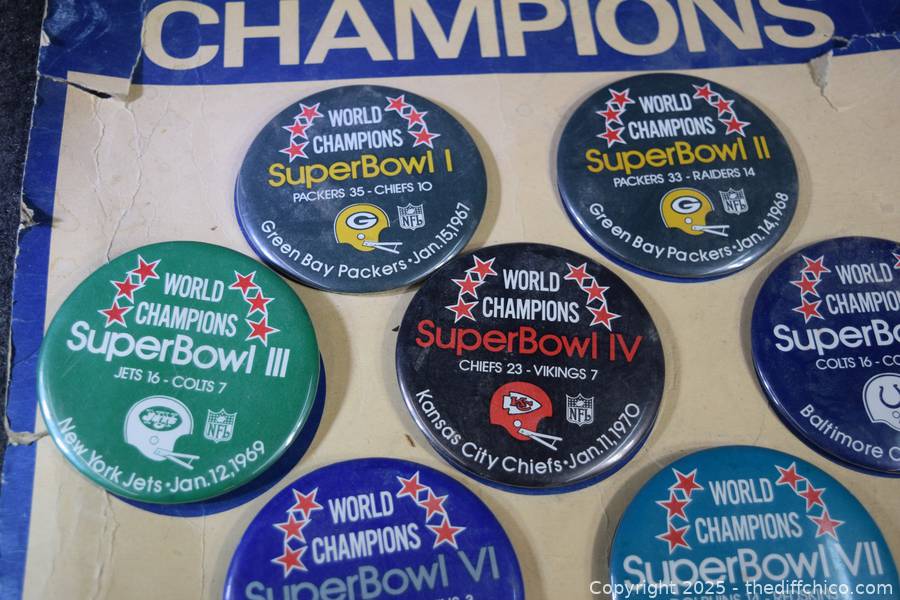 CHAMPIONS
WORLD
CHAMPIONS
SuperBowl I
PACKERS 35 - CHIEFS 10
G
NFL
Green Bay Packers • Jan.15,1967
WORLD
CHAMPIONS
SuperBowl II
PACKERS 33 - RAIDERS 14
G
NFL
Green Bay Packers • Jan.14,1968
WORLD
CHAMPIONS
SuperBowl III
JETS 16 - COLTS 7
JETS
NFL
New York Jets • Jan.12,1969
WORLD
CHAMPIONS
SuperBowl IV
CHIEFS 23 - VIKINGS 7
KC
NFL
Kansas City Chiefs • Jan.11,1970
WORLD
CHAMPIO
SuperBo
COLTS 16 - CO
Baltimore C
WORLD
CHAMPIONS
SuperBowl VI
WORLD
CHAMPIONS
SuperBowl VII
Copyright 2025 - thediffchico.com